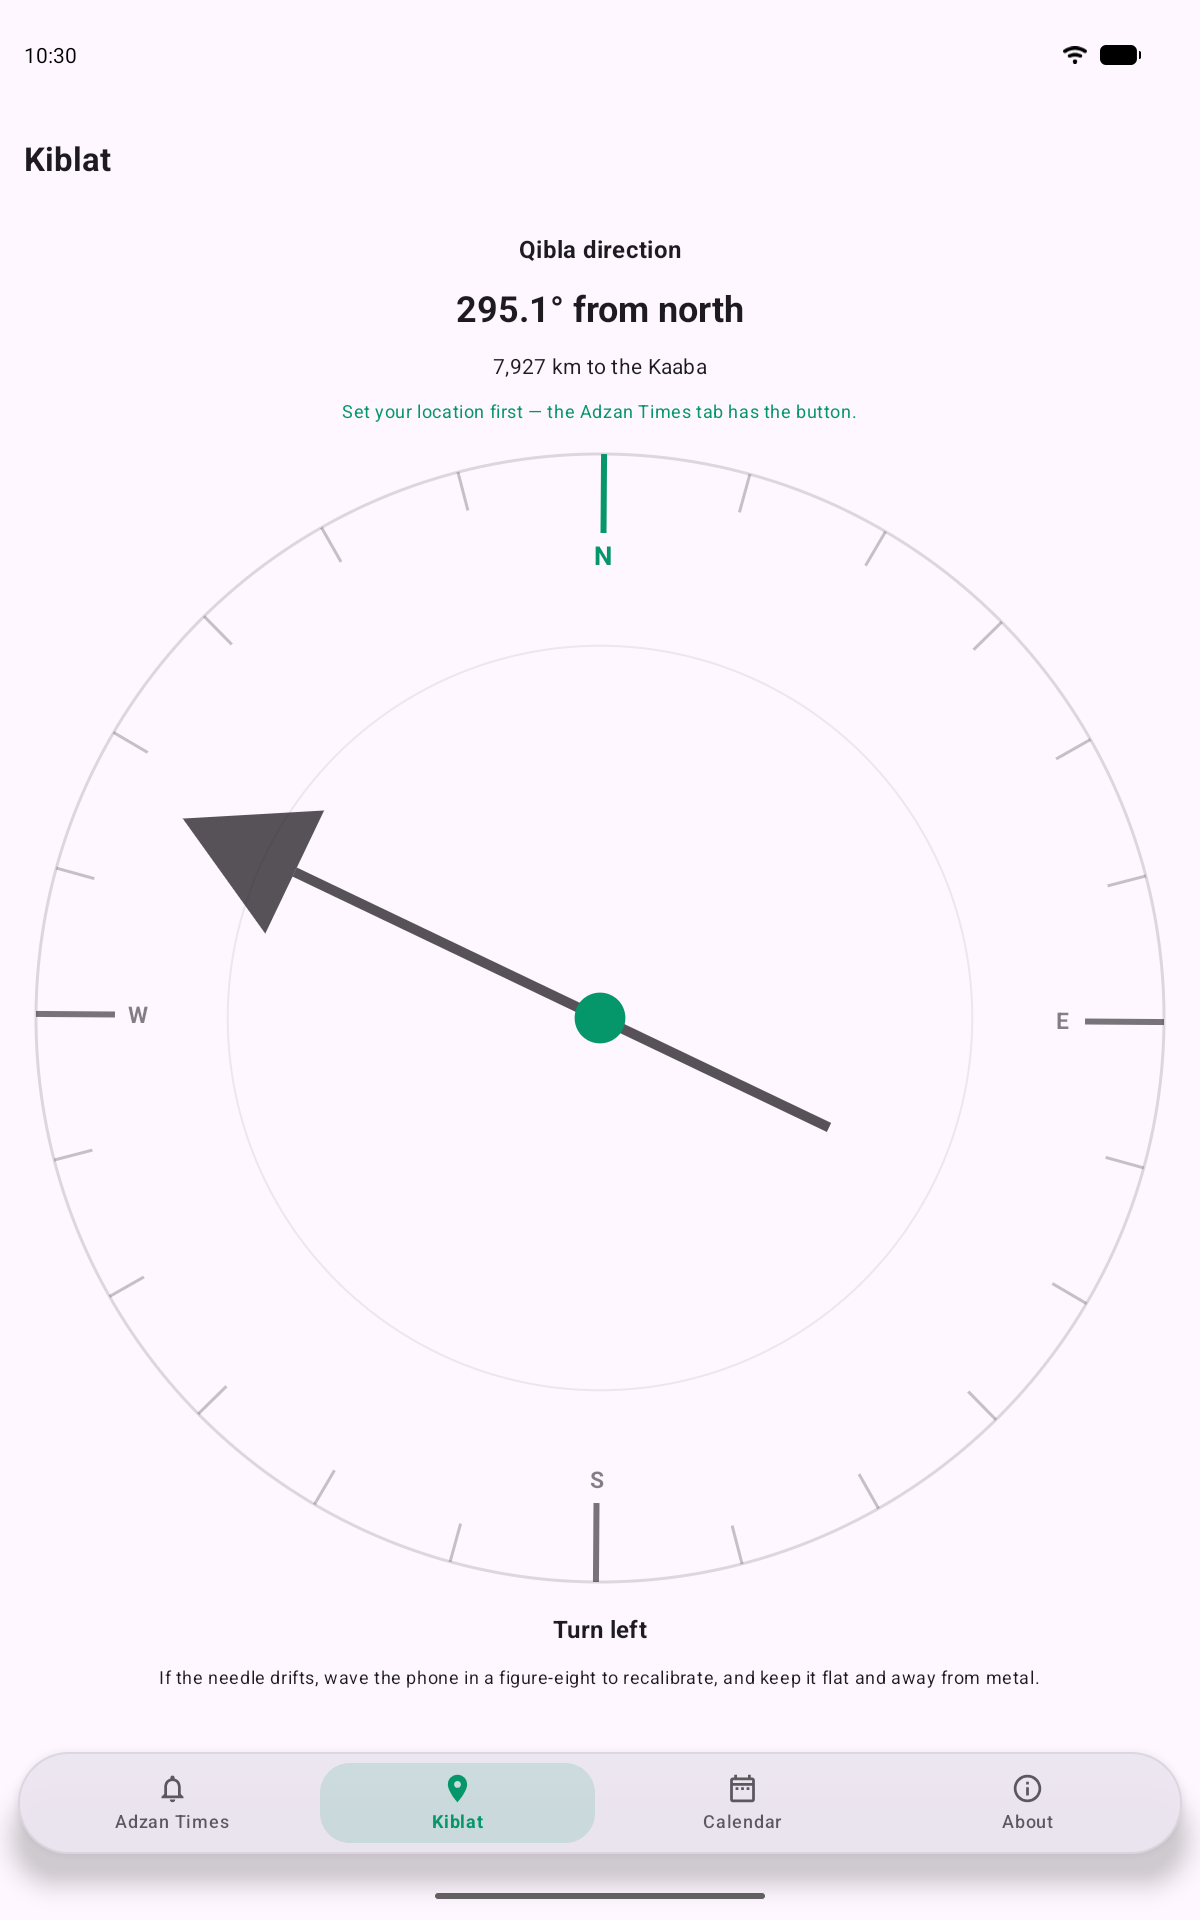 10:30
Kiblat
Qibla direction
295.1° from north
7,927 km to the Kaaba
Set your location first — the Adzan Times tab has the button.
N
W
E
S
Turn left
If the needle drifts, wave the phone in a figure-eight to recalibrate, and keep it flat and away from metal.
Adzan Times
Kiblat
Calendar
About